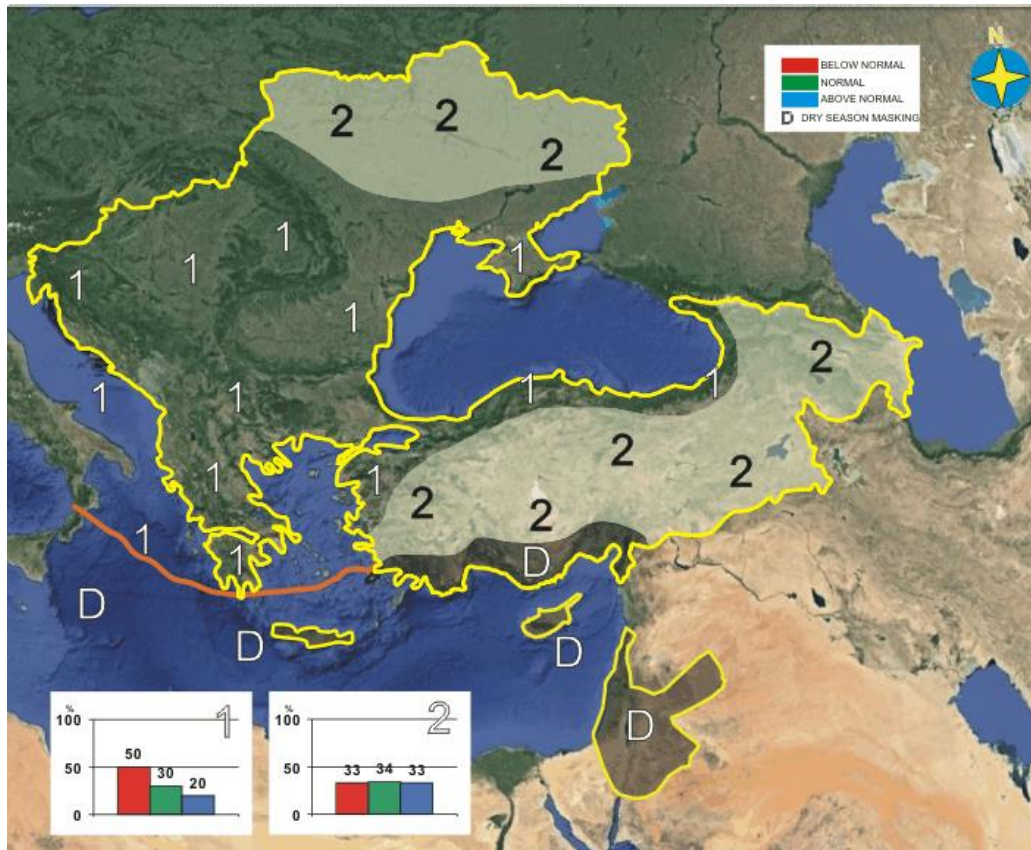 N
BELOW NORMAL
NORMAL
ABOVE NORMAL
D DRY SEASON MASKING
2 2 2
1 1 1 1 1
2
1 1 1 1
2 2
1 1 2 2
1 1 D
D D D
D
% 1
100
50
0
50 30 20
% 2
100
50
0
33 34 33